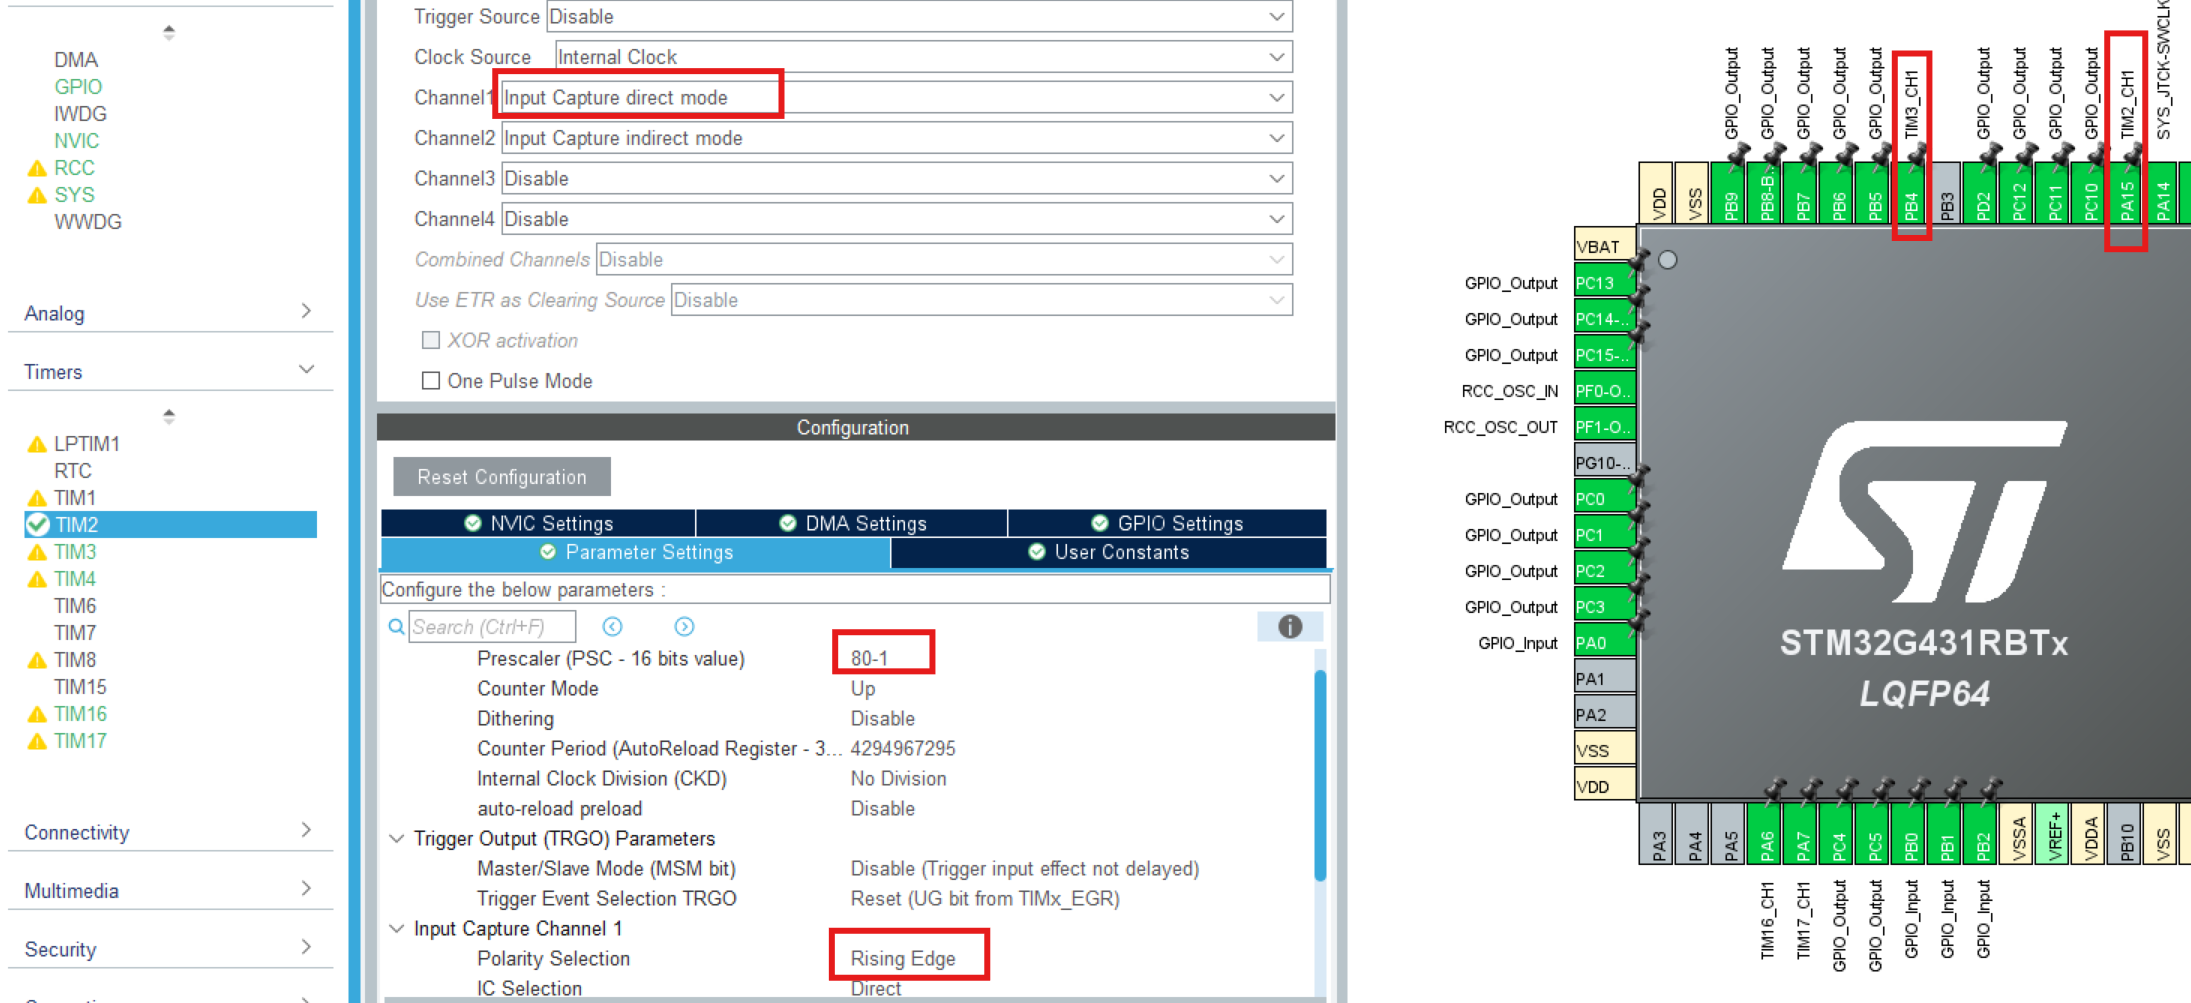 DMA
GPIO
IWDG
NVIC
RCC
SYS
WWDG
Analog
Timers
LPTIM1
RTC
TIM1
TIM2
TIM3
TIM4
TIM6
TIM7
TIM8
TIM15
TIM16
TIM17
Connectivity
Multimedia
Security
Trigger Source Disable
Clock Source Internal Clock
Channel1 Input Capture direct mode
Channel2 Input Capture indirect mode
Channel3 Disable
Channel4 Disable
Combined Channels Disable
Use ETR as Clearing Source Disable
XOR activation
One Pulse Mode
Configuration
Reset Configuration
NVIC Settings
DMA Settings
GPIO Settings
Parameter Settings
User Constants
Configure the below parameters :
Search (Ctrl+F)
Prescaler (PSC - 16 bits value) 80-1
Counter Mode Up
Dithering Disable
Counter Period (AutoReload Register - 3... 4294967295
Internal Clock Division (CKD) No Division
auto-reload preload Disable
Trigger Output (TRGO) Parameters
Master/Slave Mode (MSM bit) Disable (Trigger input effect not delayed)
Trigger Event Selection TRGO Reset (UG bit from TIMx_EGR)
Input Capture Channel 1
Polarity Selection Rising Edge
IC Selection Direct
GPIO_Output
GPIO_Output
GPIO_Output
GPIO_Output
GPIO_Output
TIM3_CH1
GPIO_Output
GPIO_Output
GPIO_Output
GPIO_Output
TIM2_CH1
SYS_JTCK-SWCLK
VDD
VSS
PB9
PB8-B..
PB7
PB6
PB5
PB4
PB3
PD2
PC12
PC11
PC10
PA15
PA14
VBAT
GPIO_Output PC13
GPIO_Output PC14-..
GPIO_Output PC15-..
RCC_OSC_IN PF0-O..
RCC_OSC_OUT PF1-O..
PG10-..
GPIO_Output PC0
GPIO_Output PC1
GPIO_Output PC2
GPIO_Output PC3
GPIO_Input PA0
PA1
PA2
VSS
VDD
STM32G431RBTx
LQFP64
PA3
PA4
PA5
PA6
PA7
PC4
PC5
PB0
PB1
PB2
VSSA
VREF+
VDDA
PB10
VSS
TIM16_CH1
TIM17_CH1
GPIO_Output
GPIO_Output
GPIO_Input
GPIO_Input
GPIO_Input